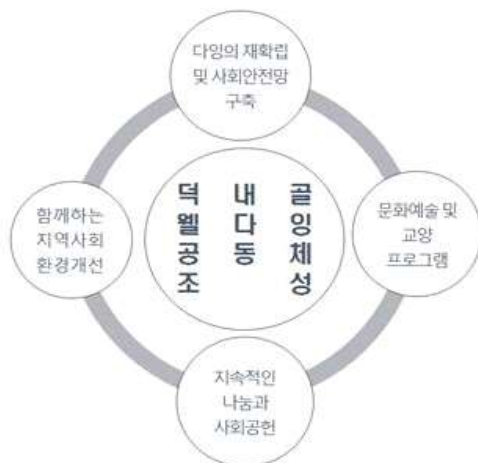 다잉의 재확립
및 사회안전망
구축
함께하는
지역사회
환경개선
덕 내 골
웰 다 잉
공 동 체
조 성
문화예술 및
교양
프로그램
지속적인
나눔과
사회공헌